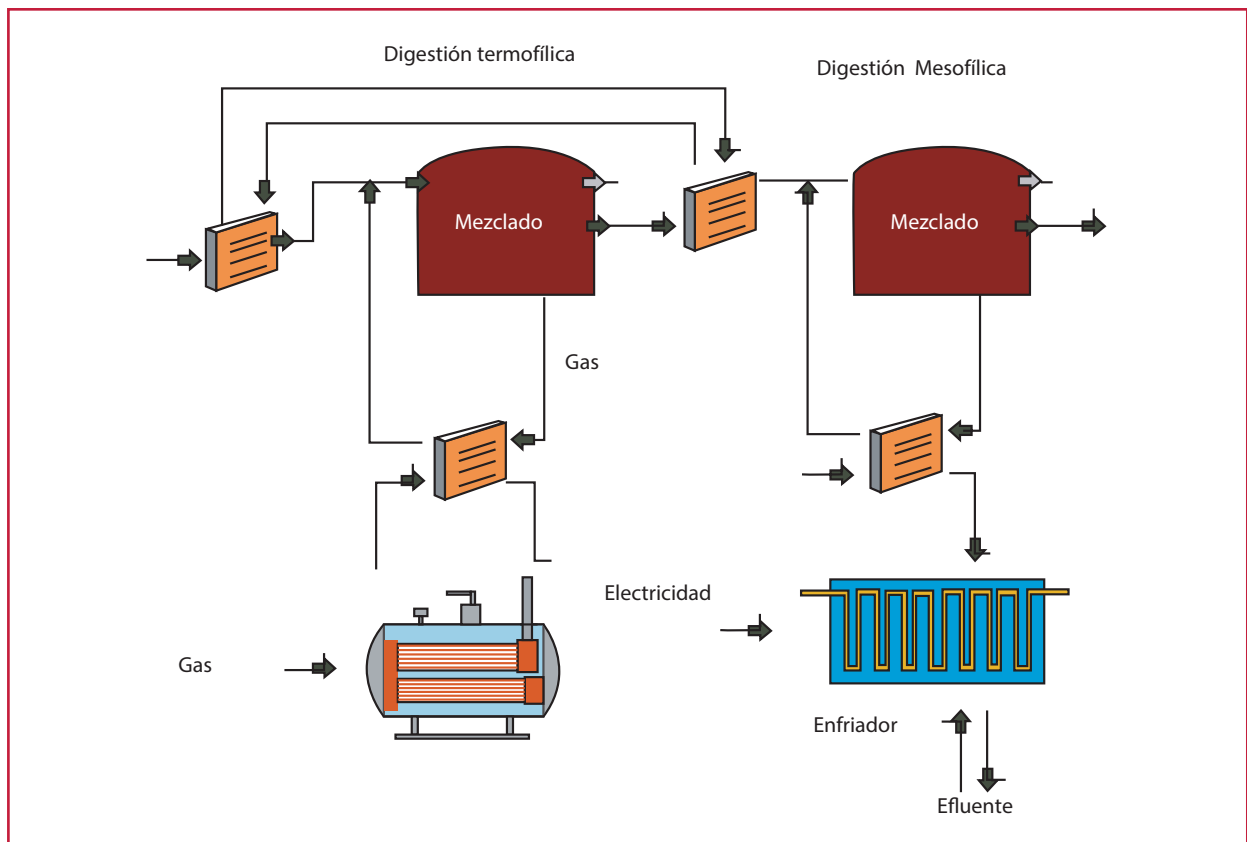 Digestión termofílica
Digestión Mesofílica
Mezclado
Mezclado
Gas
Electricidad
Gas
Enfriador
Efluente